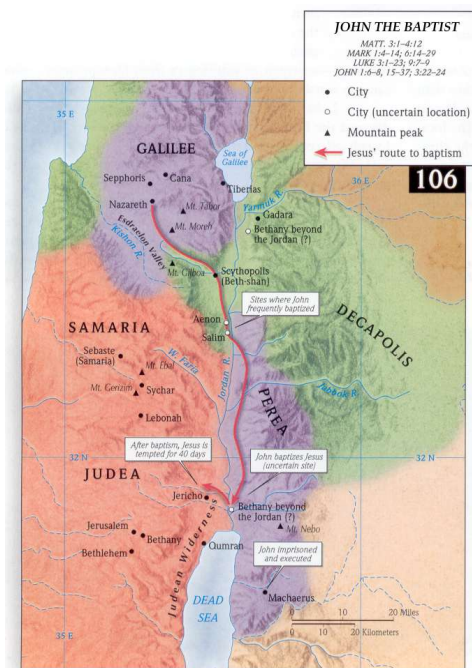 JOHN THE BAPTIST
MATT. 3:1–4:12
MARK 1:4–14; 6:14–29
LUKE 3:1–23; 9:7–9
JOHN 1:6–8, 15–37; 3:22–24
City
City (uncertain location)
Mountain peak
Jesus' route to baptism
106
35 E
36 E
GALILEE
Sea of
Galilee
Sepphoris
Cana
Tiberias
Nazareth
Mt. Tabor
Yarmuk R.
Gadara
Mt. Moreh
Bethany beyond
the Jordan (?)
Esdraelon Valley
Kishon R.
Mt. Gilboa
Scythopolis
(Beth-shan)
Sites where John
frequently baptized
DECAPOLIS
Aenon
Salim
SAMARIA
Sebaste
(Samaria)
Mt. Ebal
W. Faria
Jordan R.
Mt. Gerizim
Sychar
Jabbok R.
PEREA
Lebonah
After baptism, Jesus is
tempted for 40 days
John baptizes Jesus
(uncertain site)
32 N
32 N
JUDEA
Jericho
Bethany beyond
the Jordan (?)
Mt. Nebo
Jerusalem
Bethany
Bethlehem
Qumran
Judean Wilderness
John imprisoned
and executed
DEAD
SEA
Machaerus
0 10 20 Miles
0 10 20 Kilometers
35 E